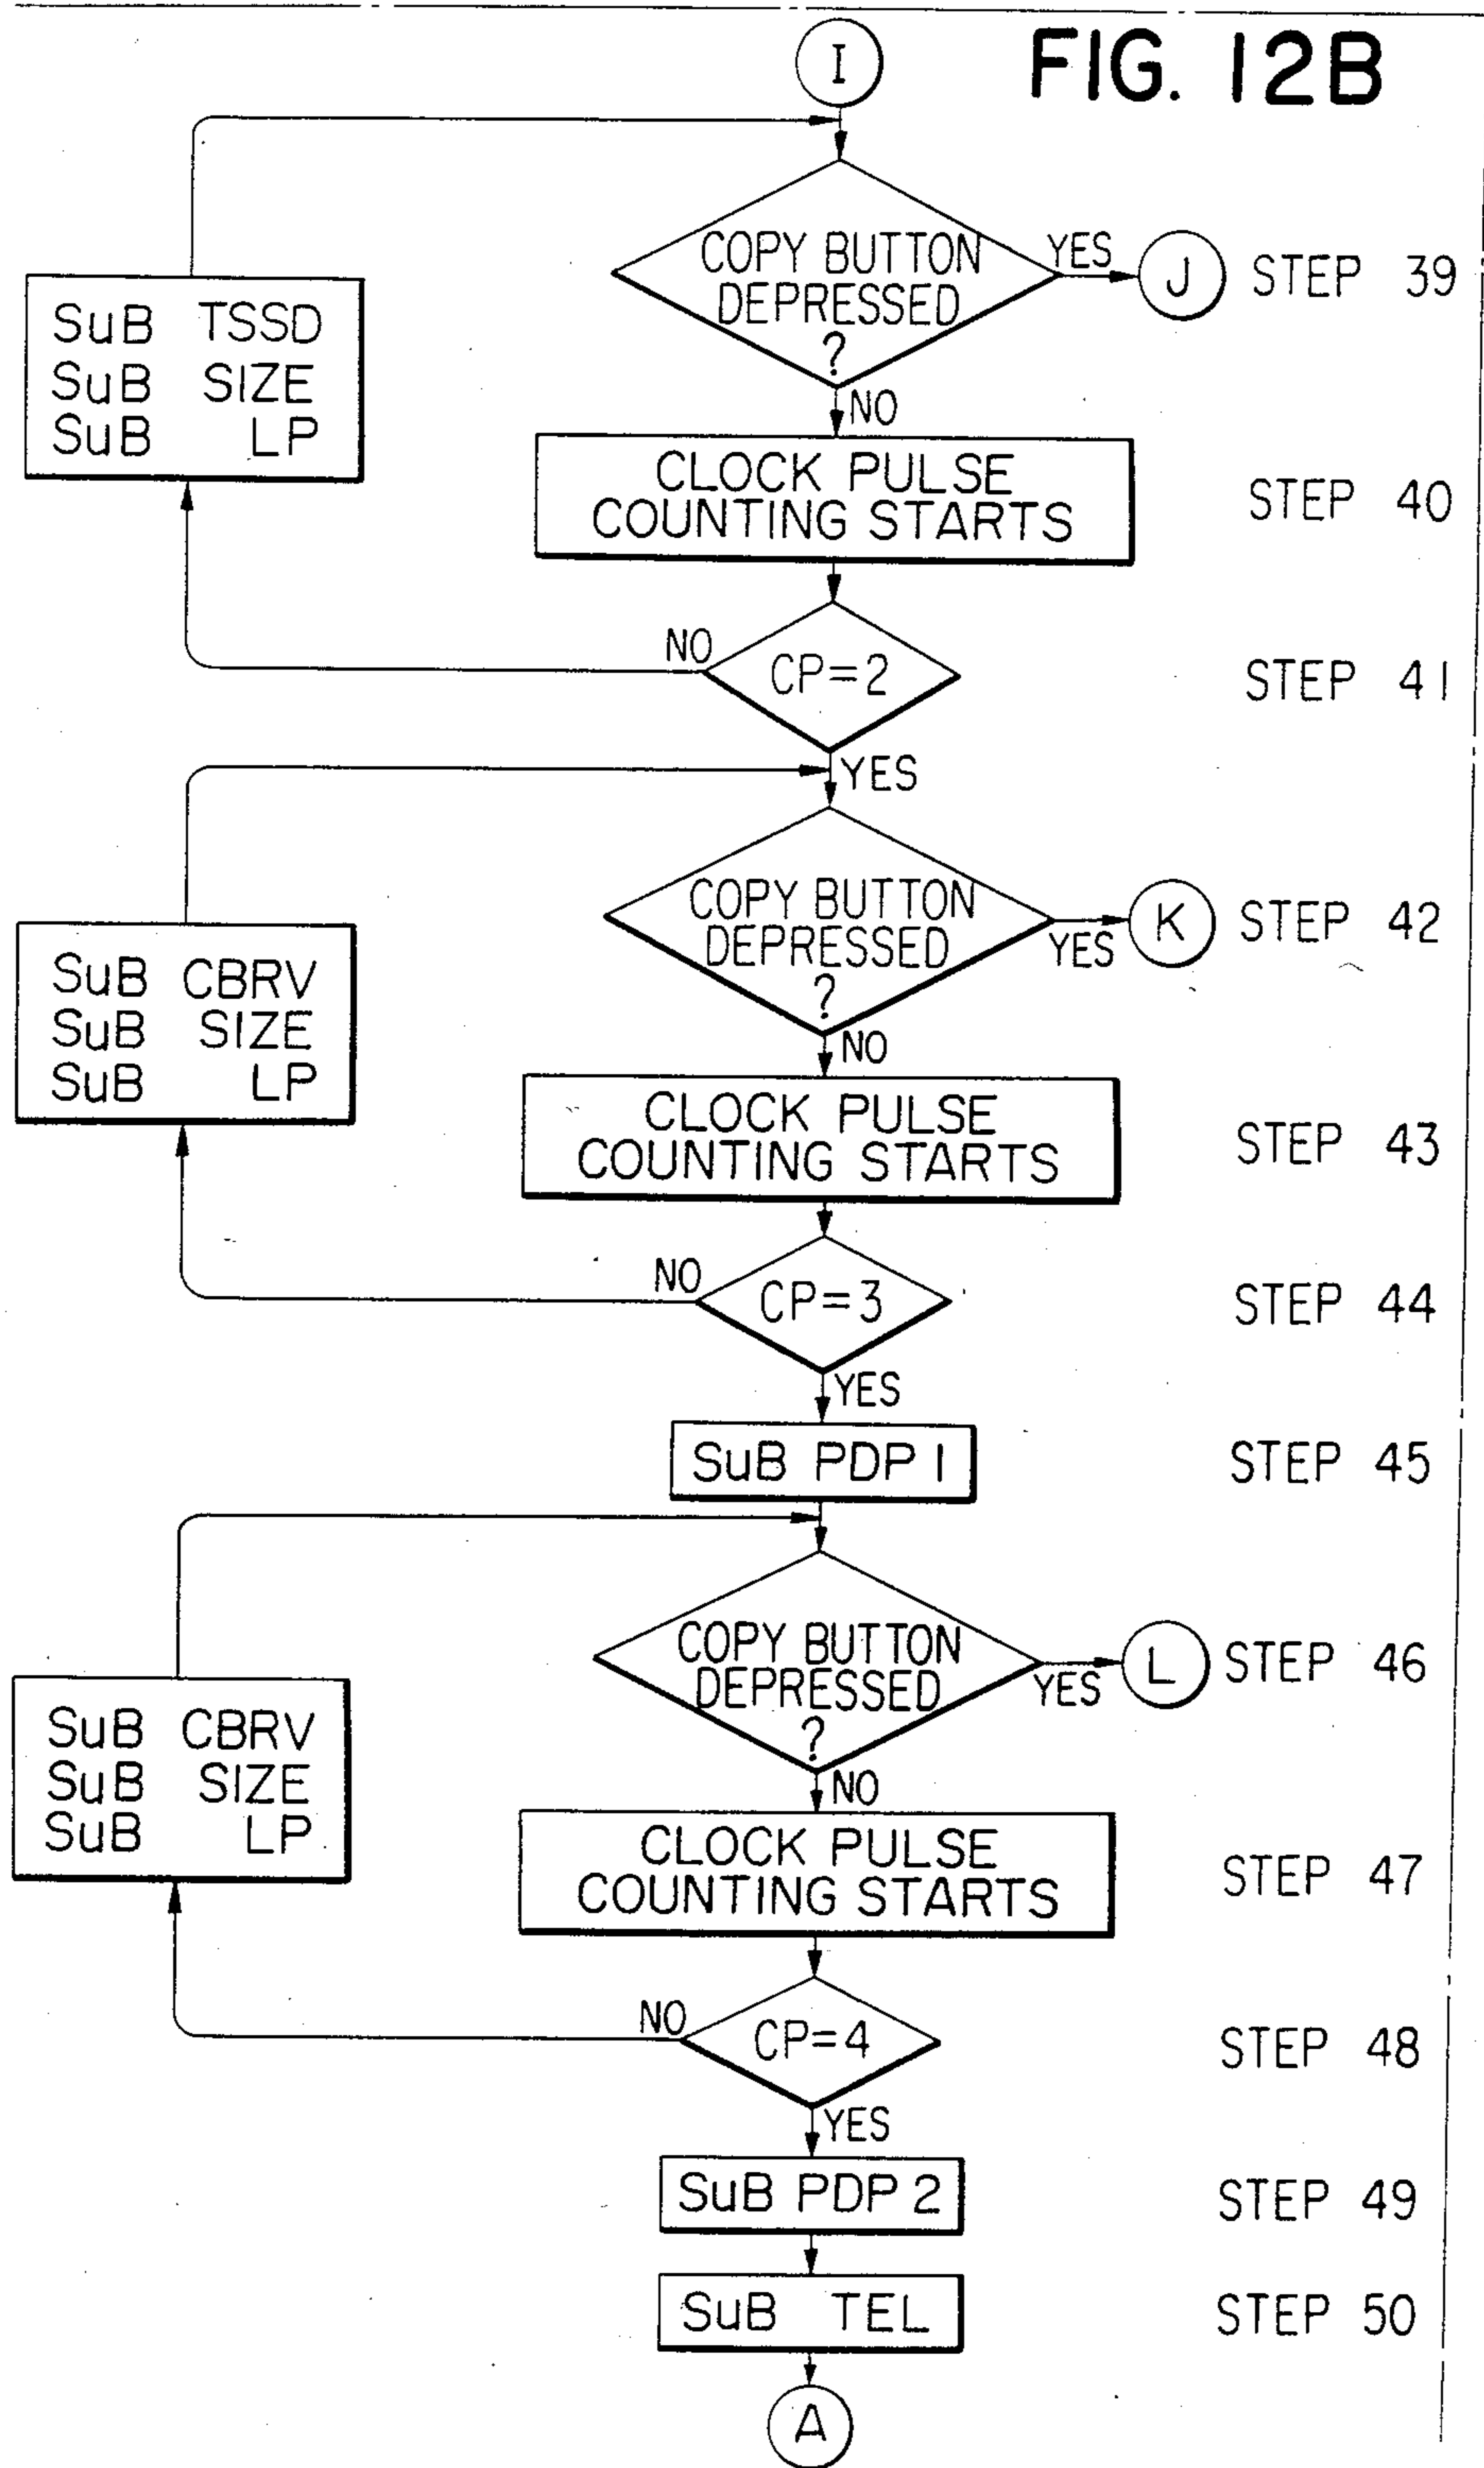 I
FIG. 12B
COPY BUTTON
DEPRESSED
?
YES
J
STEP 39
SuB TSSD
SuB SIZE
SuB LP
NO
CLOCK PULSE
COUNTING STARTS
STEP 40
NO
CP=2
STEP 41
YES
COPY BUTTON
DEPRESSED
?
YES
K
STEP 42
SuB CBRV
SuB SIZE
SuB LP
NO
CLOCK PULSE
COUNTING STARTS
STEP 43
NO
CP=3
STEP 44
YES
SuB PDP 1
STEP 45
COPY BUTTON
DEPRESSED
?
YES
L
STEP 46
SuB CBRV
SuB SIZE
SuB LP
NO
CLOCK PULSE
COUNTING STARTS
STEP 47
NO
CP=4
STEP 48
YES
SuB PDP 2
STEP 49
SuB TEL
STEP 50
A